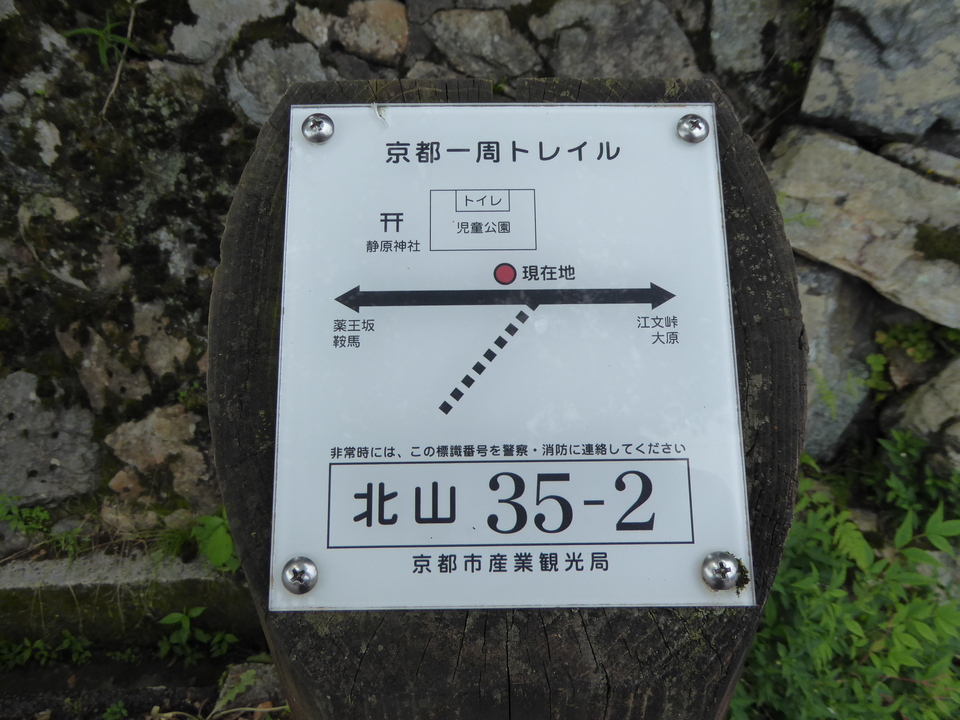 京都一周トレイル
トイレ
児童公園
静原神社
現在地
薬王坂
鞍馬
江文峠
大原
非常時には、この標識番号を警察・消防に連絡してください
北山 35-2
京都市産業観光局